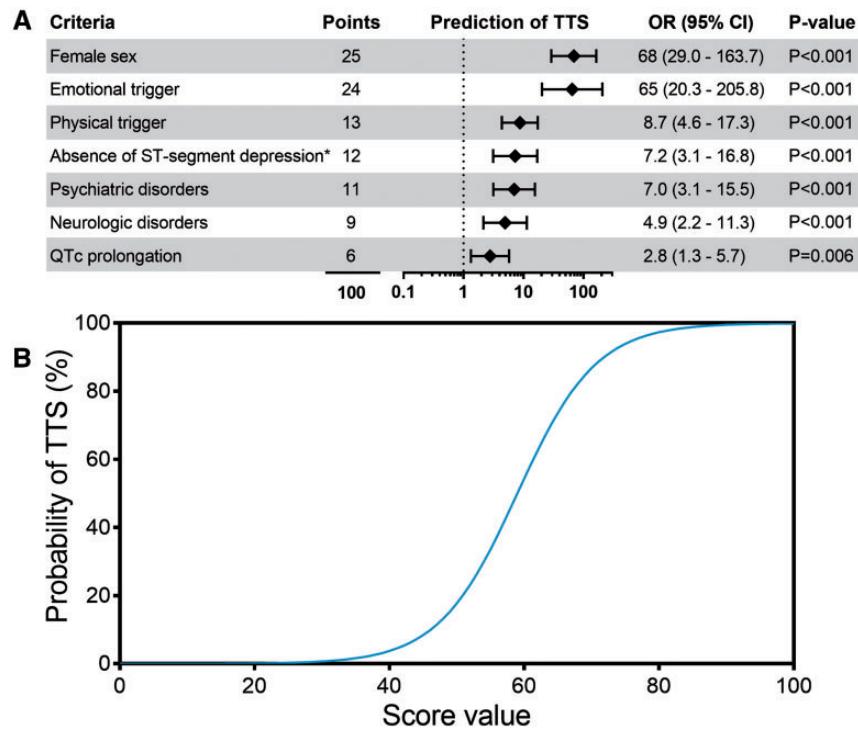 A Criteria Points Prediction of TTS OR (95% CI) P-value
Female sex 25 68 (29.0 - 163.7) P<0.001
Emotional trigger 24 65 (20.3 - 205.8) P<0.001
Physical trigger 13 8.7 (4.6 - 17.3) P<0.001
Absence of ST-segment depression* 12 7.2 (3.1 - 16.8) P<0.001
Psychiatric disorders 11 7.0 (3.1 - 15.5) P<0.001
Neurologic disorders 9 4.9 (2.2 - 11.3) P<0.001
QTc prolongation 6 2.8 (1.3 - 5.7) P=0.006
100 0.1 1 10 100
B
Probability of TTS (%)
100
80
60
40
20
0
0 20 40 60 80 100
Score value